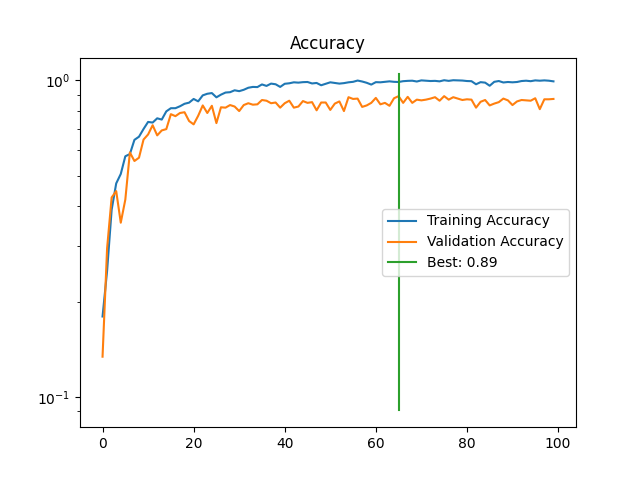 Accuracy
10⁰
10⁻¹
Training Accuracy
Validation Accuracy
Best: 0.89
0 20 40 60 80 100